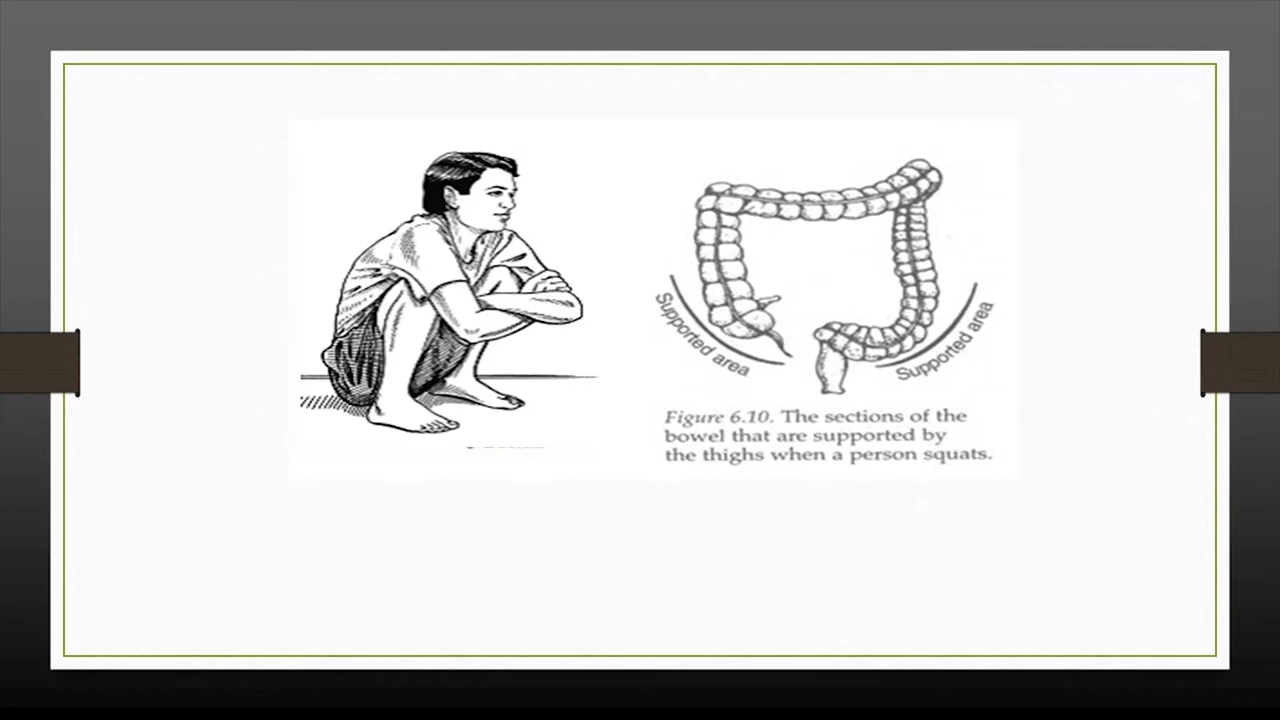 Supported area
Supported area
Figure 6.10. The sections of the
bowel that are supported by
the thighs when a person squats.